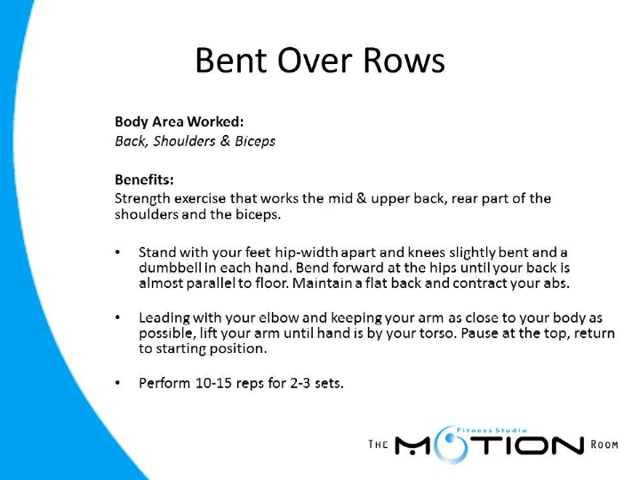 Bent Over Rows
Body Area Worked:
Back, Shoulders & Biceps
Benefits:
Strength exercise that works the mid & upper back, rear part of the
shoulders and the biceps.
• Stand with your feet hip-width apart and knees slightly bent and a
dumbbell in each hand. Bend forward at the hips until your back is
almost parallel to floor. Maintain a flat back and contract your abs.
• Leading with your elbow and keeping your arm as close to your body as
possible, lift your arm until hand is by your torso. Pause at the top, return
to starting position.
• Perform 10-15 reps for 2-3 sets.
Fitness Studio
THE MOTION ROOM